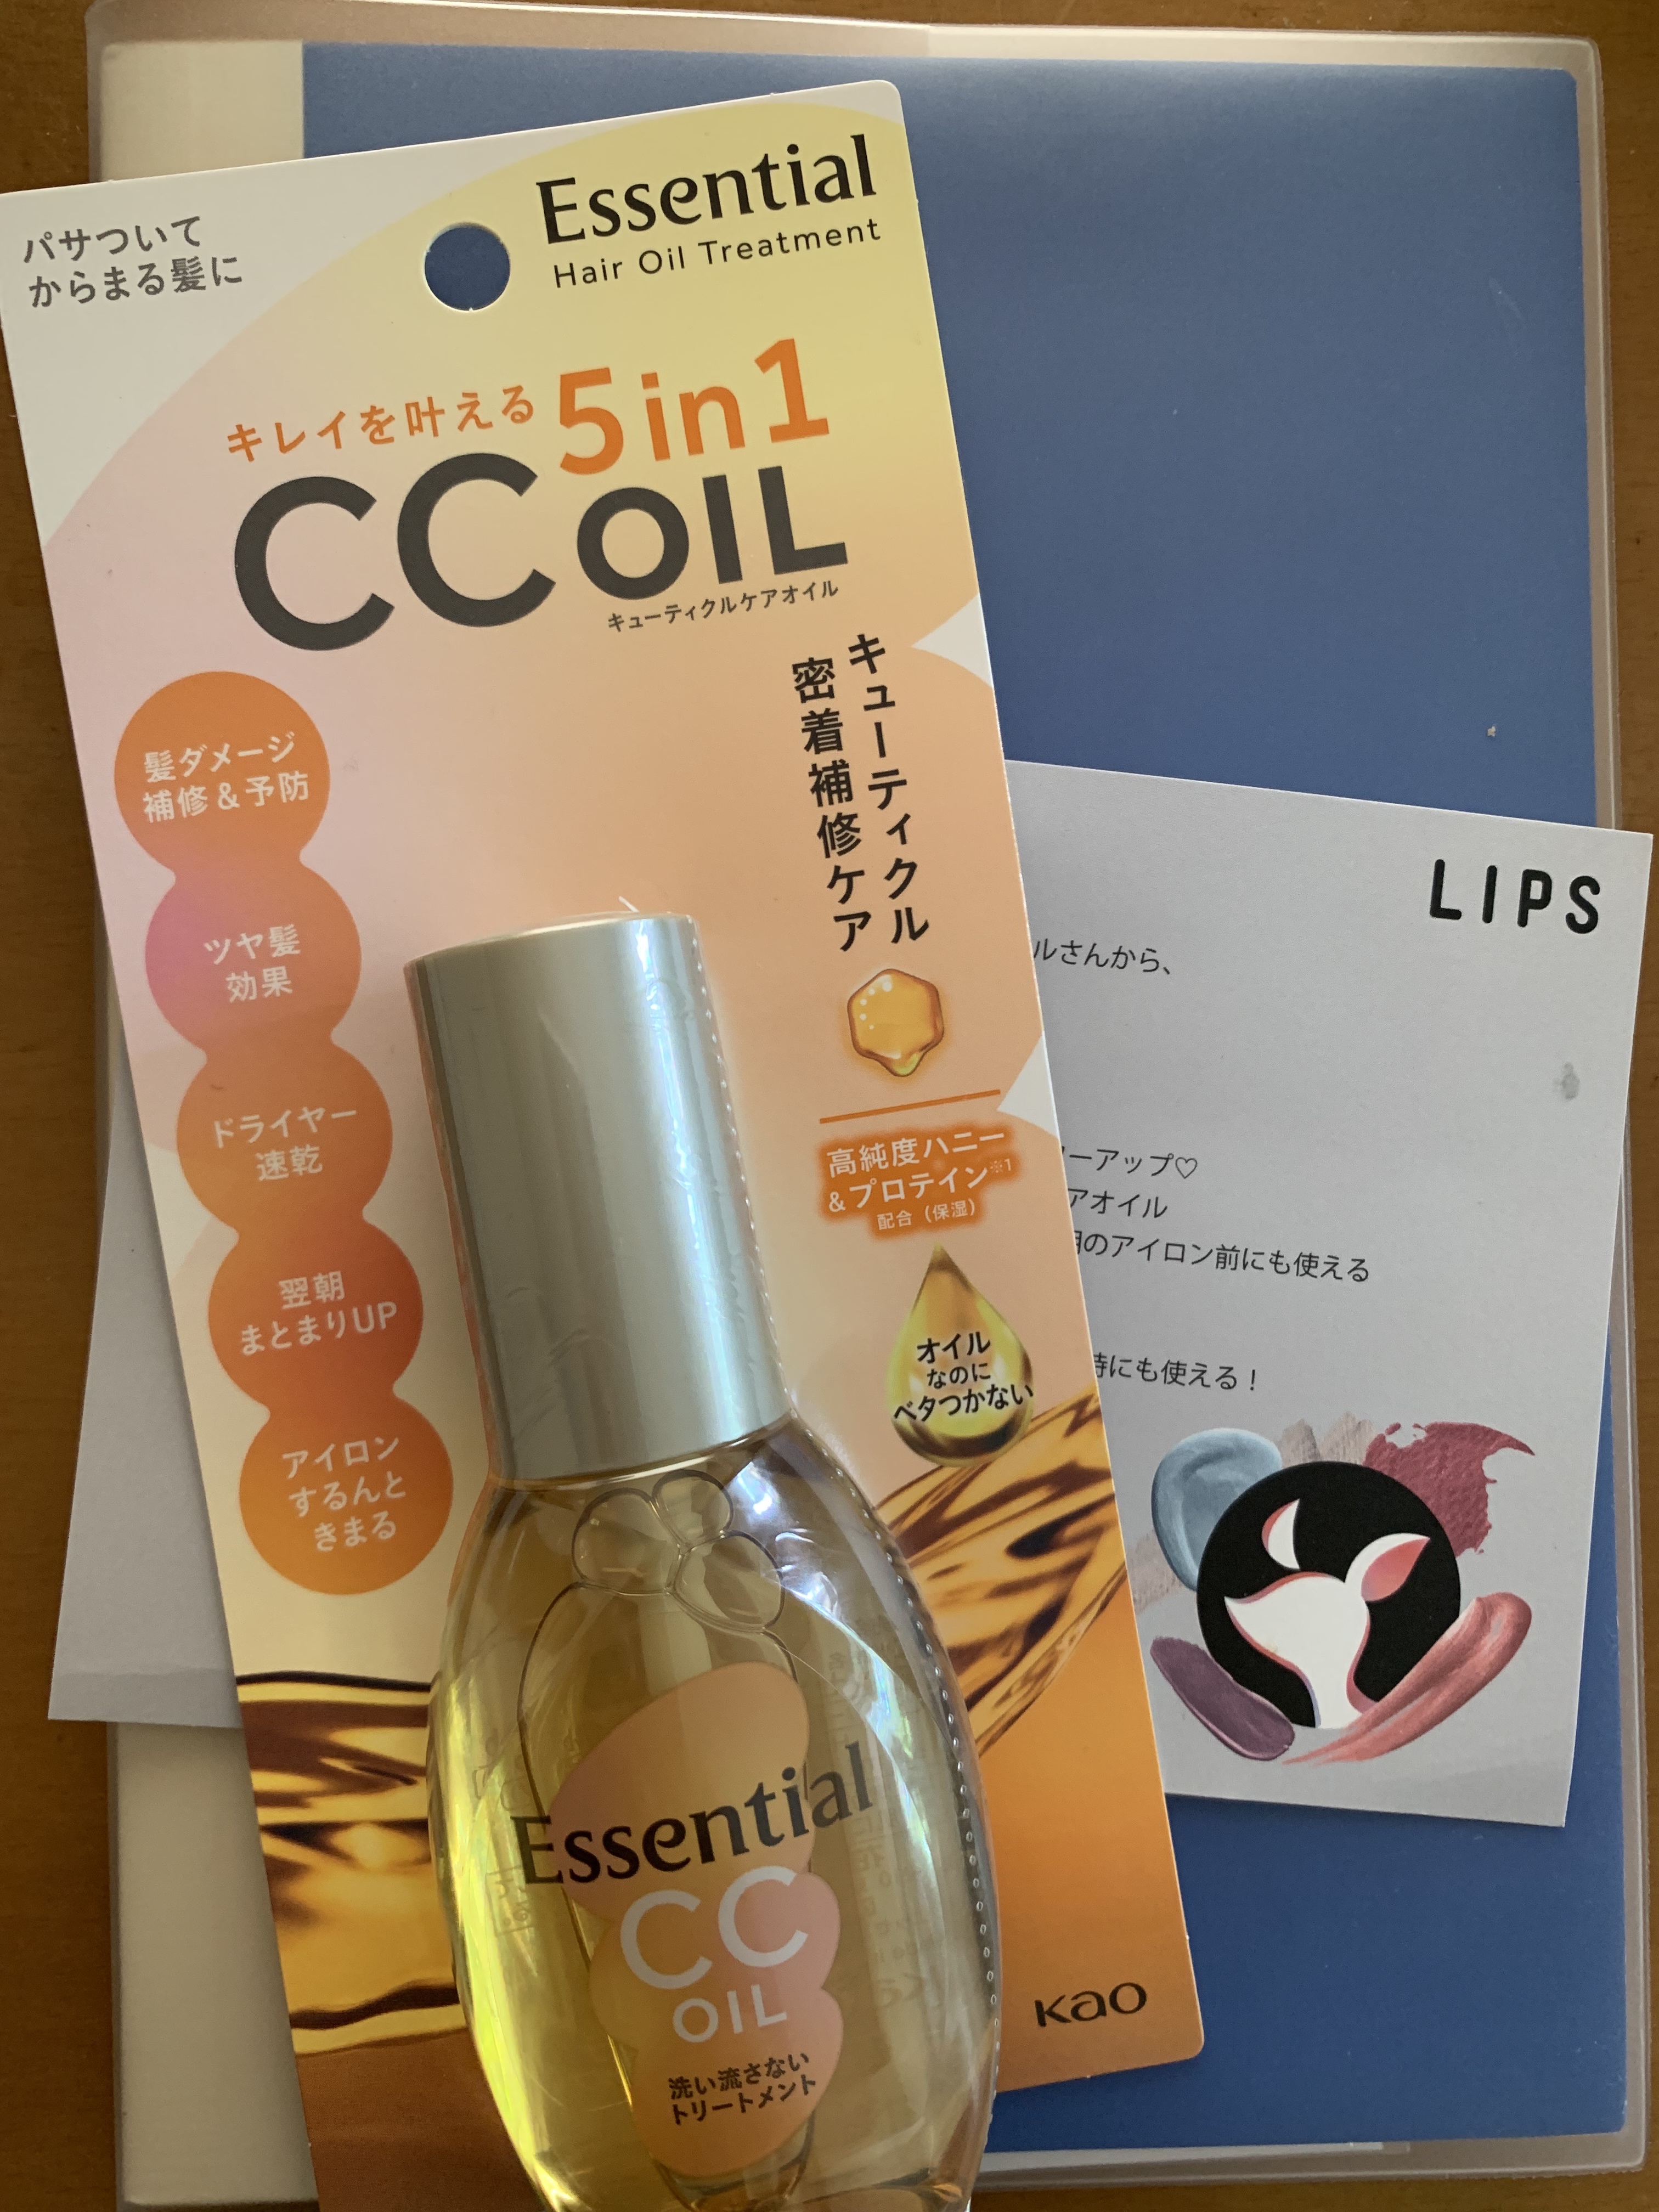 パサついて
からまる髪に
Essential
Hair Oil Treatment
キレイを叶える5in1
CC OIL
キューティクルケアオイル
キューティクル
密着補修ケア
髪ダメージ
補修&予防
ツヤ髪
効果
ドライヤー
速乾
翌朝
まとまりUP
アイロン
するんと
きまる
高純度ハニー
&プロテイン※1
配合（保湿）
オイル
なのに
ベタつかない
Essential
CC
OIL
洗い流さない
トリートメント
Kao
LIPS
ルさんから、
ーアップ♡
アオイル
のアイロン前にも使える
時にも使える！